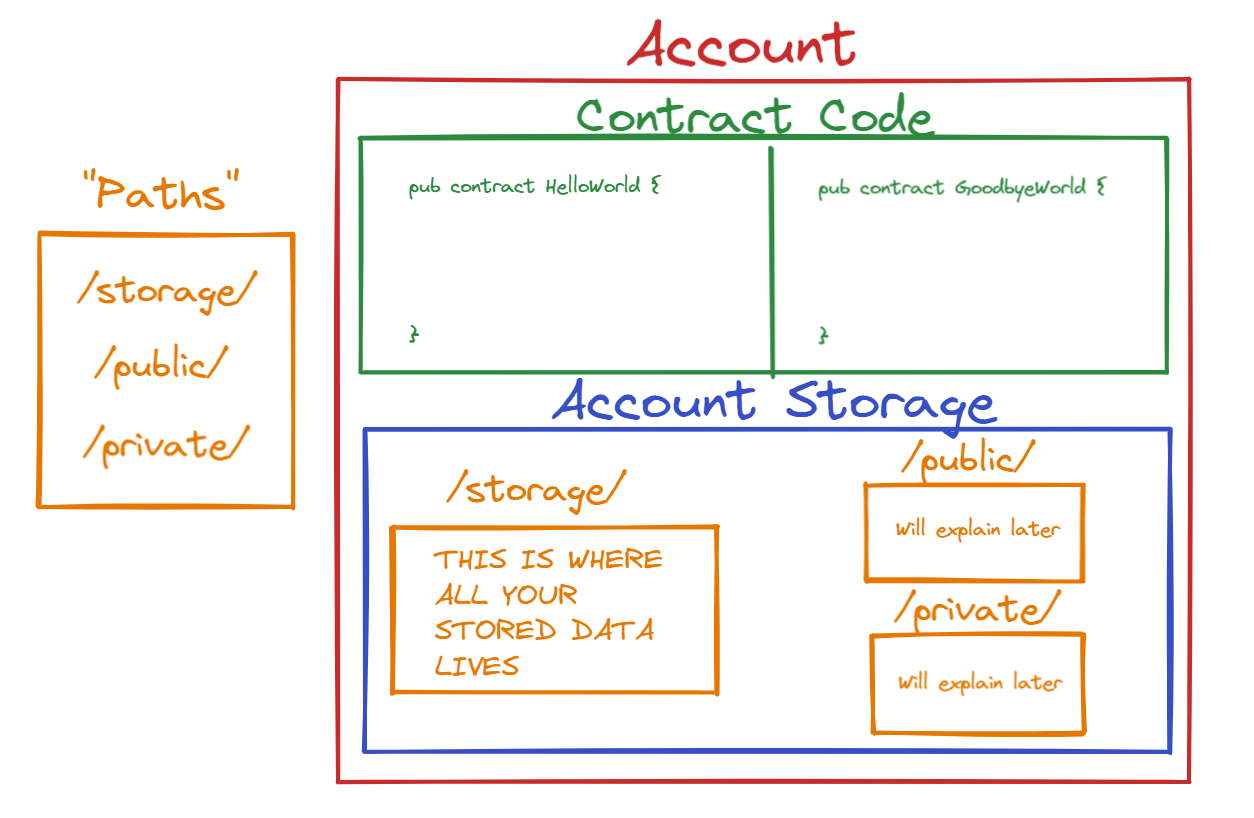 Account
Contract Code
pub contract HelloWorld {
}
pub contract GoodbyeWorld {
}
"Paths"
/storage/
/public/
/private/
Account Storage
/storage/
THIS IS WHERE
ALL YOUR
STORED DATA
LIVES
/public/
Will explain later
/private/
Will explain later